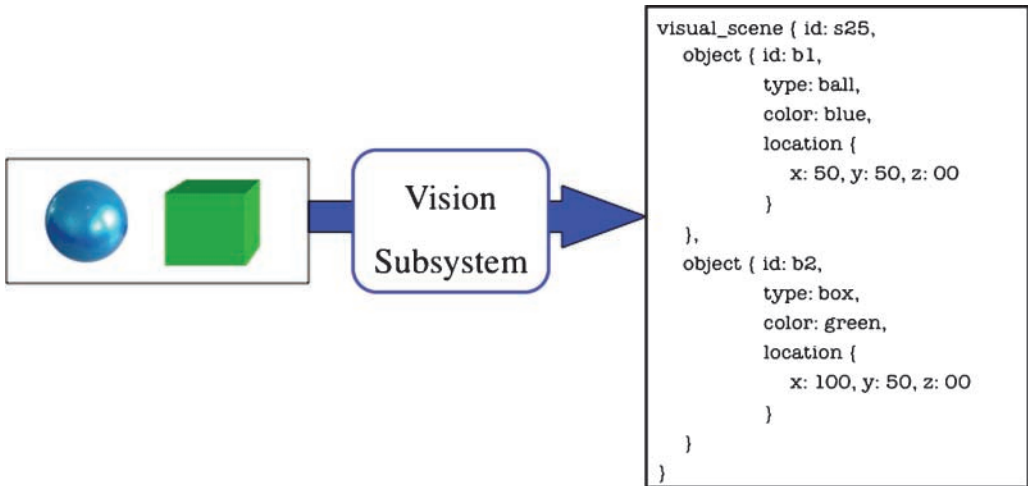 Vision
Subsystem
visual_scene { id: s25,
object { id: b1,
type: ball,
color: blue,
location {
x: 50, y: 50, z: 00
}
},
object { id: b2,
type: box,
color: green,
location {
x: 100, y: 50, z: 00
}
}
}